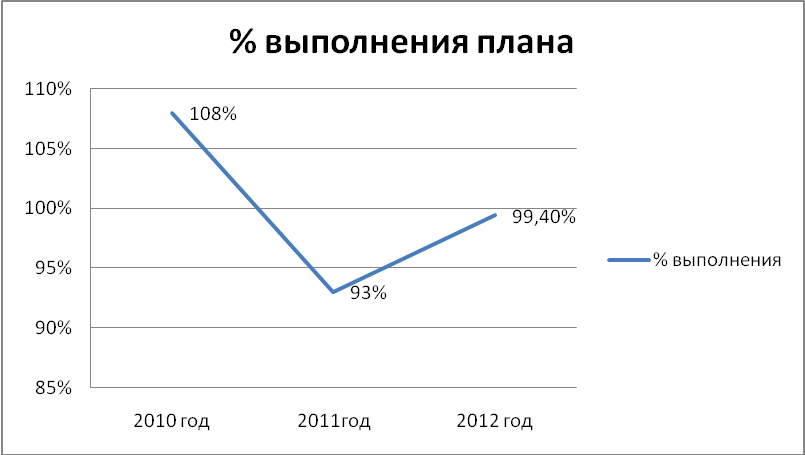 % выполнения плана
110%
105%
100%
95%
90%
85%
108%
93%
99,40%
% выполнения
2010 год
2011год
2012 год